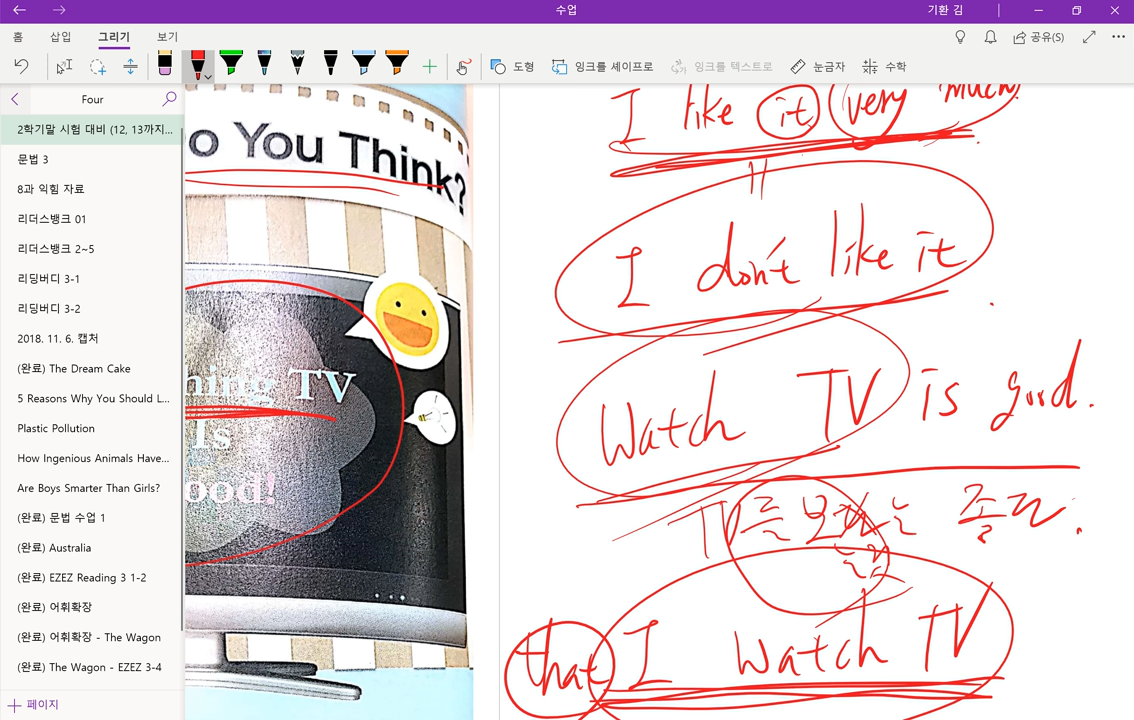 수업
기환 김
홈 삽입 그리기 보기
공유(S)
도형 잉크를 셰이프로 잉크를 텍스트로 눈금자 수학
Four
2학기말 시험 대비 (12, 13까지...
문법 3
8과 익힘 자료
리더스뱅크 01
리더스뱅크 2~5
리딩버디 3-1
리딩버디 3-2
2018. 11. 6. 캡처
(완료) The Dream Cake
5 Reasons Why You Should L...
Plastic Pollution
How Ingenious Animals Have...
Are Boys Smarter Than Girls?
(완료) 문법 수업 1
(완료) Australia
(완료) EZEZ Reading 3 1-2
(완료) 어휘확장
(완료) 어휘확장 - The Wagon
(완료) The Wagon - EZEZ 3-4
페이지
o You Think?
hing TV
Is
ood!
I like it very much
I don't like it
.
Watch TV is good.
TV를 는 좋다.
that I watch TV